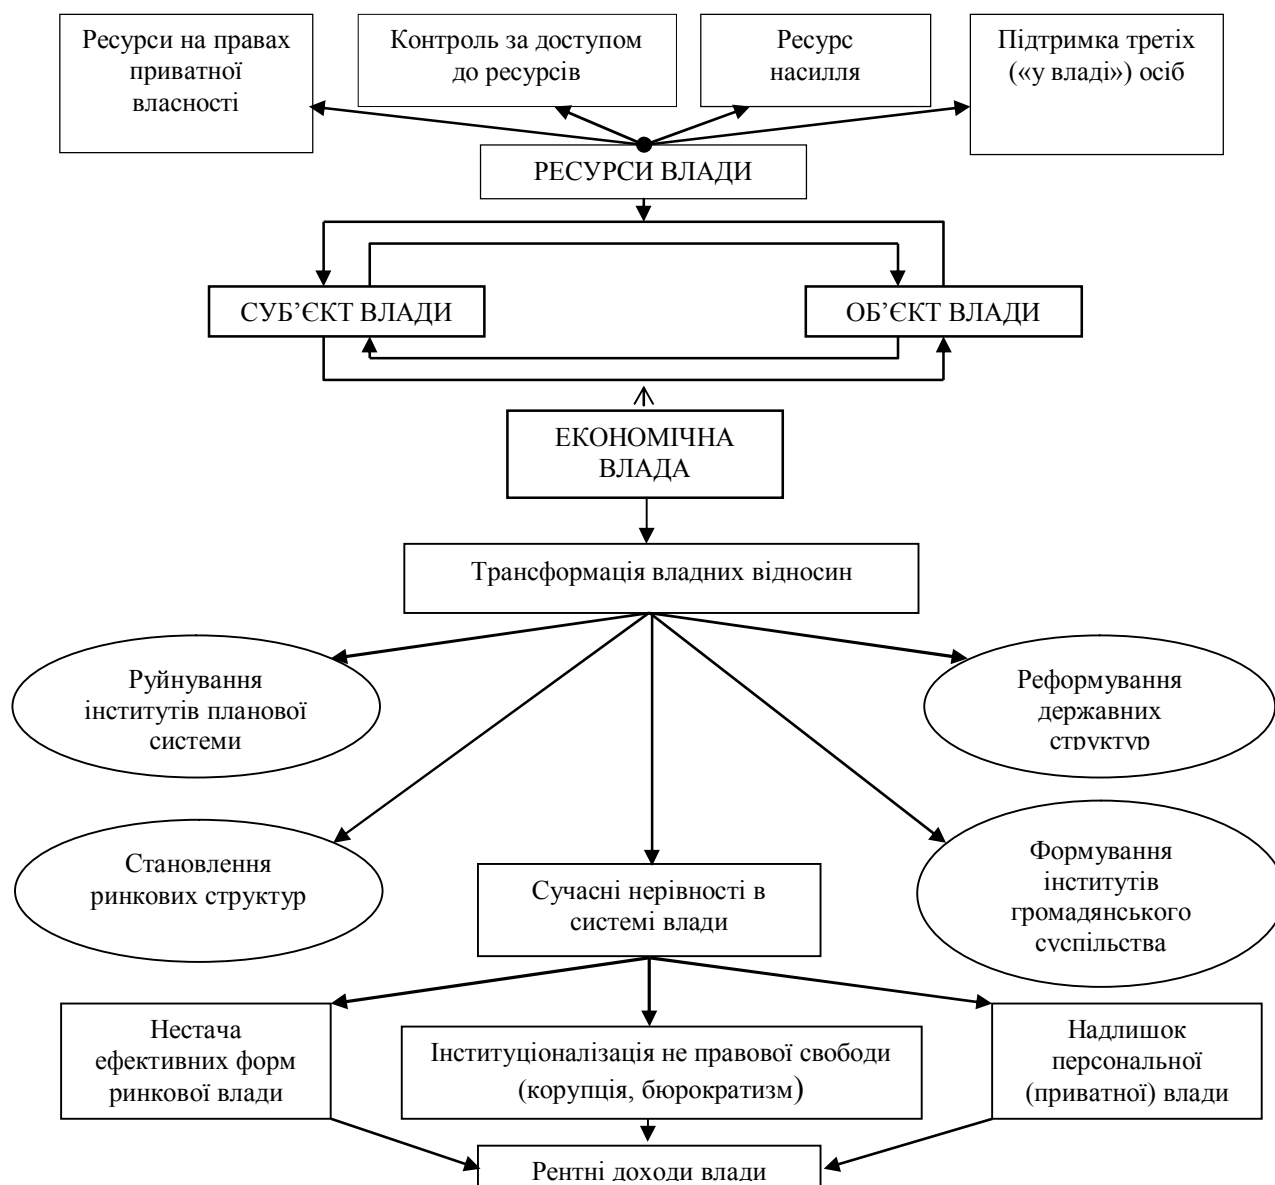 Ресурси на правах
приватної
власності
Контроль за доступом
до ресурсів
Ресурс
насилля
Підтримка третіх
(«у владі») осіб
РЕСУРСИ ВЛАДИ
СУБ’ЄКТ ВЛАДИ
ОБ’ЄКТ ВЛАДИ
ЕКОНОМІЧНА
ВЛАДА
Трансформація владних відносин
Руйнування
інститутів планової
системи
Реформування
державних
структур
Становлення
ринкових структур
Сучасні нерівності в
системі влади
Формування
інститутів
громадянського
суспільства
Нестача
ефективних форм
ринкової влади
Інституціоналізація не правової свободи
(корупція, бюрократизм)
Надлишок
персональної
(приватної) влади
Рентні доходи влади